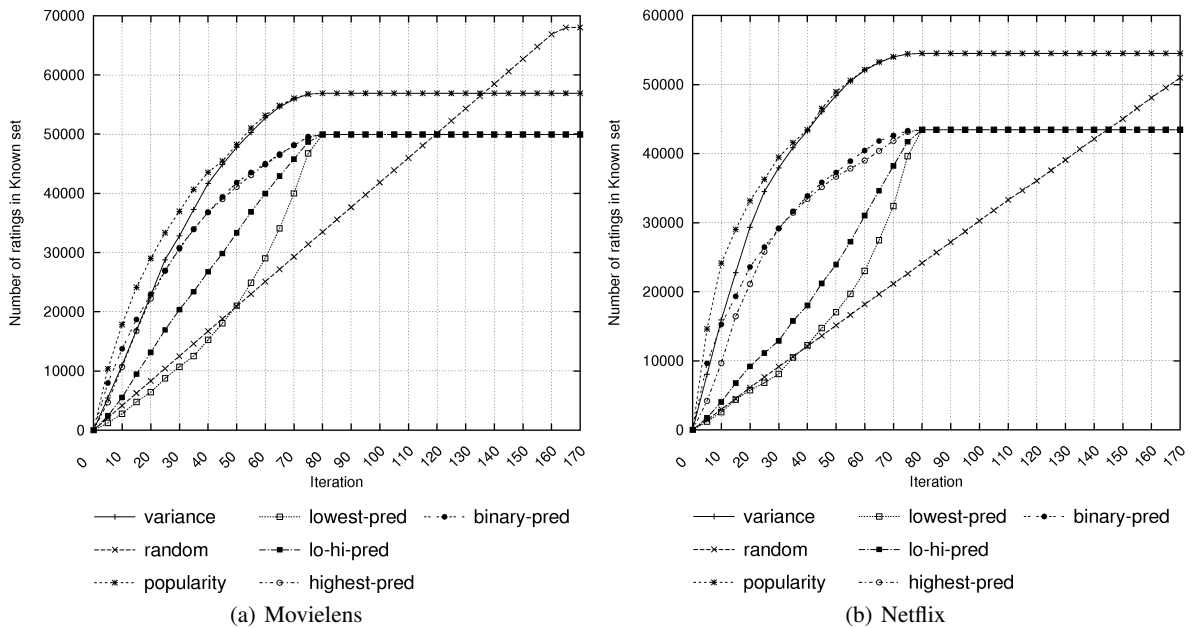 Number of ratings in Known set
70000
60000
50000
40000
30000
20000
10000
0
0 10 20 30 40 50 60 70 80 90 100 110 120 130 140 150 160 170
Iteration
variance lowest-pred binary-pred
random lo-hi-pred
popularity highest-pred
(a) Movielens
Number of ratings in Known set
60000
50000
40000
30000
20000
10000
0
0 10 20 30 40 50 60 70 80 90 100 110 120 130 140 150 160 170
Iteration
variance lowest-pred binary-pred
random lo-hi-pred
popularity highest-pred
(b) Netflix